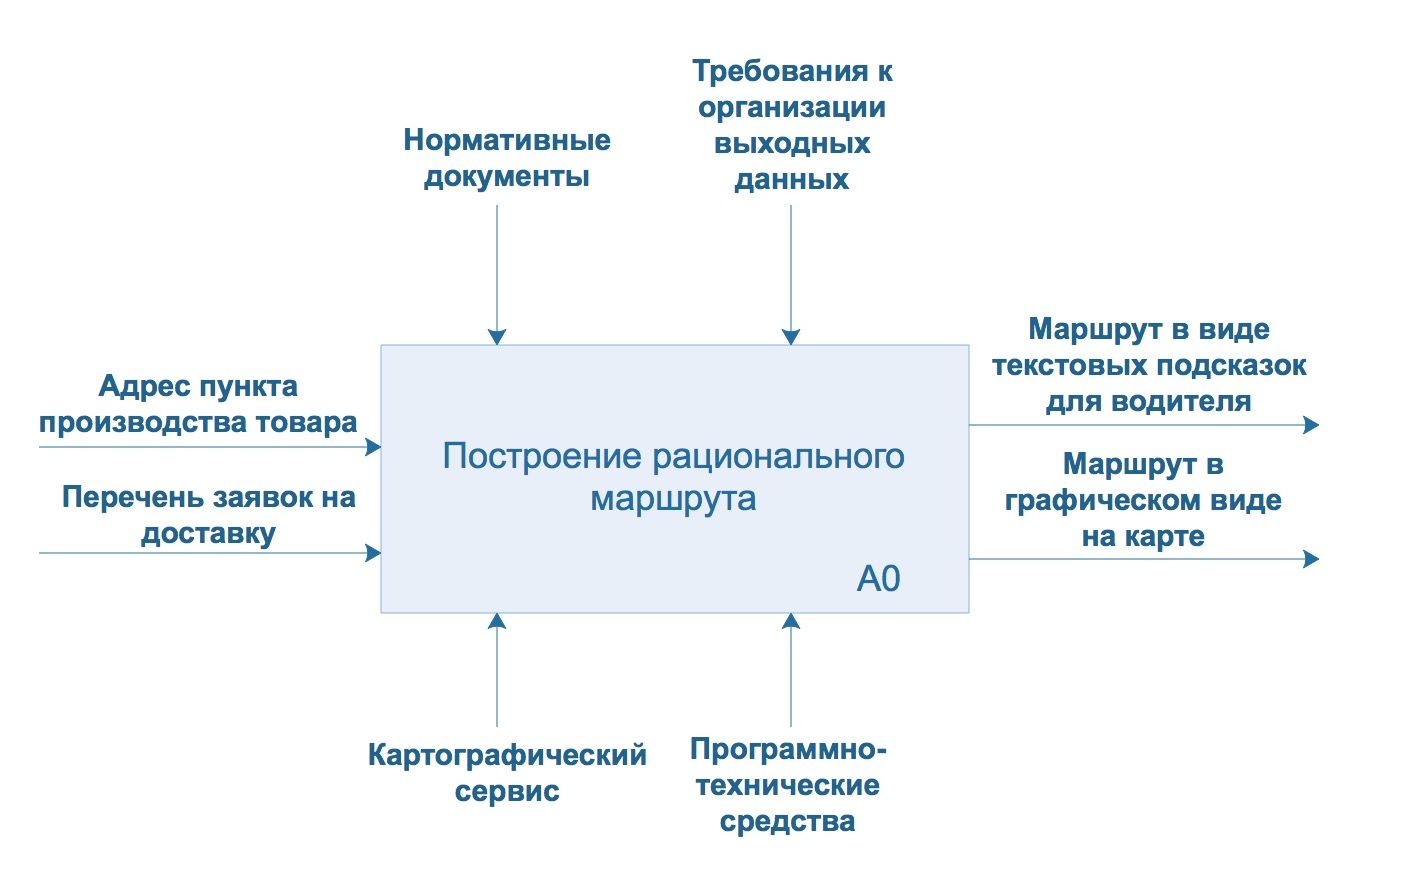 Требования к
организации
выходных
данных
Нормативные
документы
Маршрут в виде
текстовых подсказок
для водителя
Адрес пункта
производства товара
Построение рационального
маршрута
Маршрут в
графическом виде
на карте
Перечень заявок на
доставку
А0
Картографический
сервис
Программно-
технические
средства